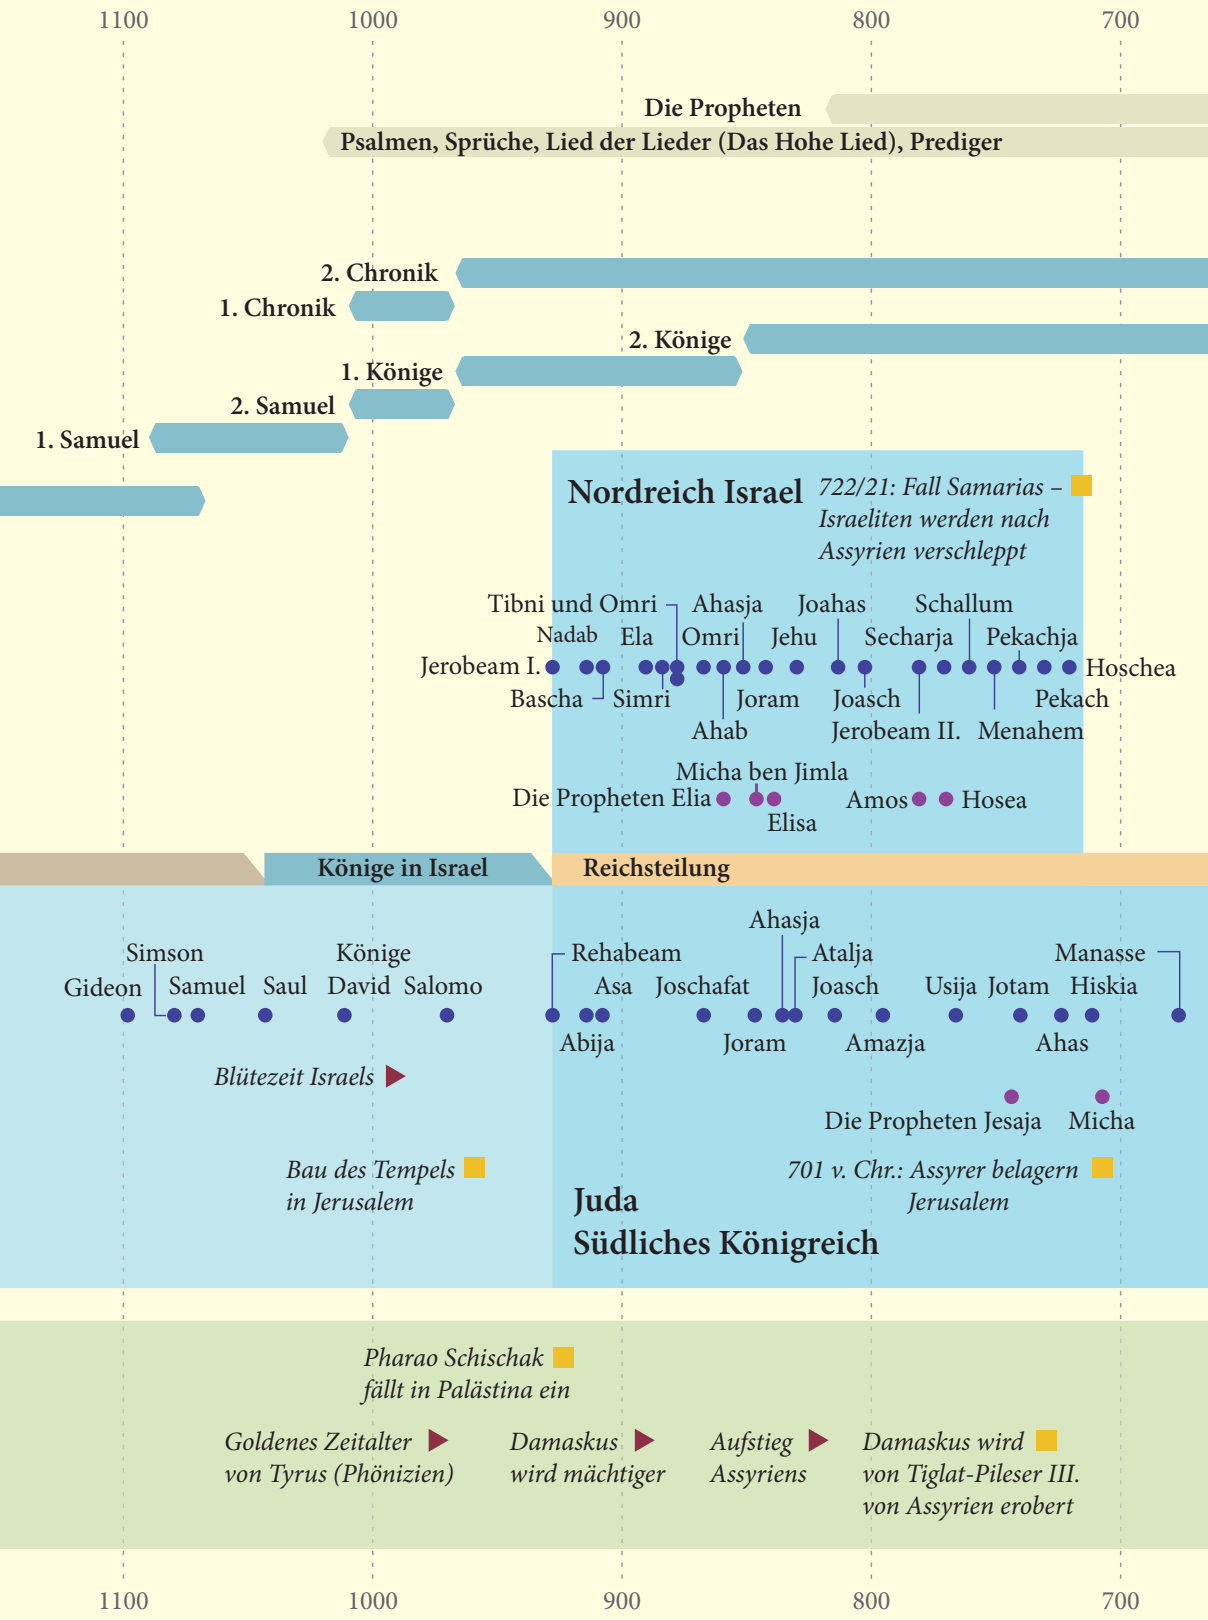 1100 1000 900 800 700
Die Propheten
Psalmen, Sprüche, Lied der Lieder (Das Hohe Lied), Prediger
2. Chronik
1. Chronik
2. Könige
1. Könige
2. Samuel
1. Samuel
Nordreich Israel
722/21: Fall Samarias –
Israeliten werden nach
Assyrien verschleppt
Tibni und Omri Ahasja Joahas Schallum
Nadab Ela Omri Jehu Secharja Pekachja
Jerobeam I. Hoschea
Bascha Simri Joram Joasch Pekach
Ahab Jerobeam II. Menahem
Micha ben Jimla
Die Propheten Elia Amos Hosea
Elisa
Könige in Israel Reichsteilung
Ahasja
Simson Könige Rehabeam Atalja Manasse
Gideon Samuel Saul David Salomo Asa Joschafat Joasch Usija Jotam Hiskia
Abija Joram Amazja Ahas
Blütezeit Israels
Die Propheten Jesaja Micha
Bau des Tempels
in Jerusalem
701 v. Chr.: Assyrer belagern
Jerusalem
Juda
Südliches Königreich
Pharao Schischak
fällt in Palästina ein
Goldenes Zeitalter
von Tyrus (Phönizien)
Damaskus
wird mächtiger
Aufstieg
Assyriens
Damaskus wird
von Tiglat-Pileser III.
von Assyrien erobert
1100 1000 900 800 700